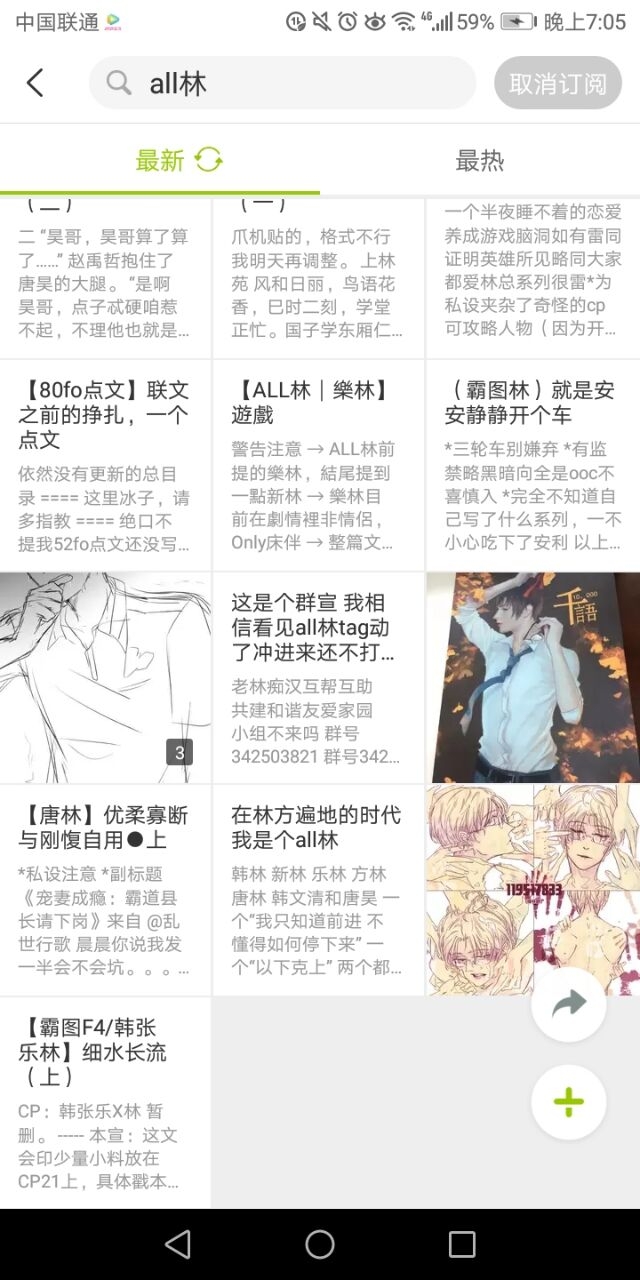 中国联通
4G
59%
晚上7:05
all林
取消订阅
最新
最热
(二)
二 “昊哥，昊哥算了算
了……” 赵禹哲抱住了
唐昊的大腿。 “是啊
昊哥，点子忒硬咱惹
不起，不理他也就是...
(一)
爪机贴的，格式不行
我明天再调整。 上林
苑 风和日丽，鸟语花
香，巳时二刻，学堂
正忙。国子学东厢仁...
一个半夜睡不着的恋爱
养成游戏脑洞如有雷同
证明英雄所见略同大家
都爱林总系列很雷*为
私设夹杂了奇怪的cp
可攻略人物（因为开...
【80fo点文】联文
之前的挣扎，一个
点文
依然没有更新的总目
录 ==== 这里冰子，请
多指教 ==== 绝口不
提我52fo点文还没写...
【ALL林｜樂林】
遊戲
警告注意 → ALL林前
提的樂林，結尾提到
一點新林 → 樂林目
前在劇情裡非情侶，
Only床伴 → 整篇文...
（霸图林）就是安
安静静开个车
*三轮车别嫌弃 *有监
禁略黑暗向全是ooc不
喜慎入 *完全不知道自
己写了什么系列，一不
小心吃下了安利 以上...
3
这是个群宣 我相
信看见all林tag动
了冲进来还不打...
老林痴汉互帮互助
共建和谐友爱家园
小组不来吗 群号
342503821 群号342...
10,000
千語
【唐林】优柔寡断
与刚愎自用●上
*私设注意 *副标题
《宠妻成瘾：霸道县
长请下岗》来自 @乱
世行歌 晨晨你说我发
一半会不会坑。。。...
在林方遍地的时代
我是个all林
韩林 新林 乐林 方林
唐林 韩文清和唐昊 一
个“我只知道前进 不
懂得如何停下来” 一
个“以下克上” 两个都...
119517833
【霸图F4/韩张
乐林】细水长流
（上）
CP：韩张乐X林 暂
删。----- 本宣：这文
会印少量小料放在
CP21上，具体戳本...